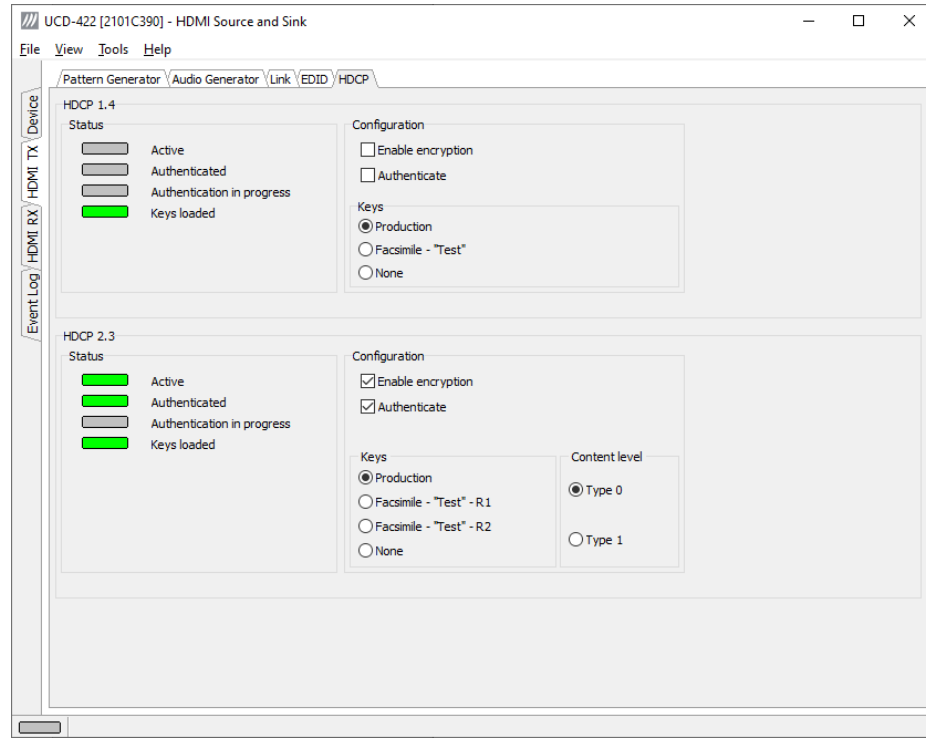 UCD-422 [2101C390] - HDMI Source and Sink
File View Tools Help
Pattern Generator Audio Generator Link EDID HDCP
Device
HDMI TX
HDMI RX
Event Log
HDCP 1.4
Status
Active
Authenticated
Authentication in progress
Keys loaded
Configuration
Enable encryption
Authenticate
Keys
Production
Facsimile - "Test"
None
HDCP 2.3
Status
Active
Authenticated
Authentication in progress
Keys loaded
Configuration
Enable encryption
Authenticate
Keys
Production
Facsimile - "Test" - R1
Facsimile - "Test" - R2
None
Content level
Type 0
Type 1